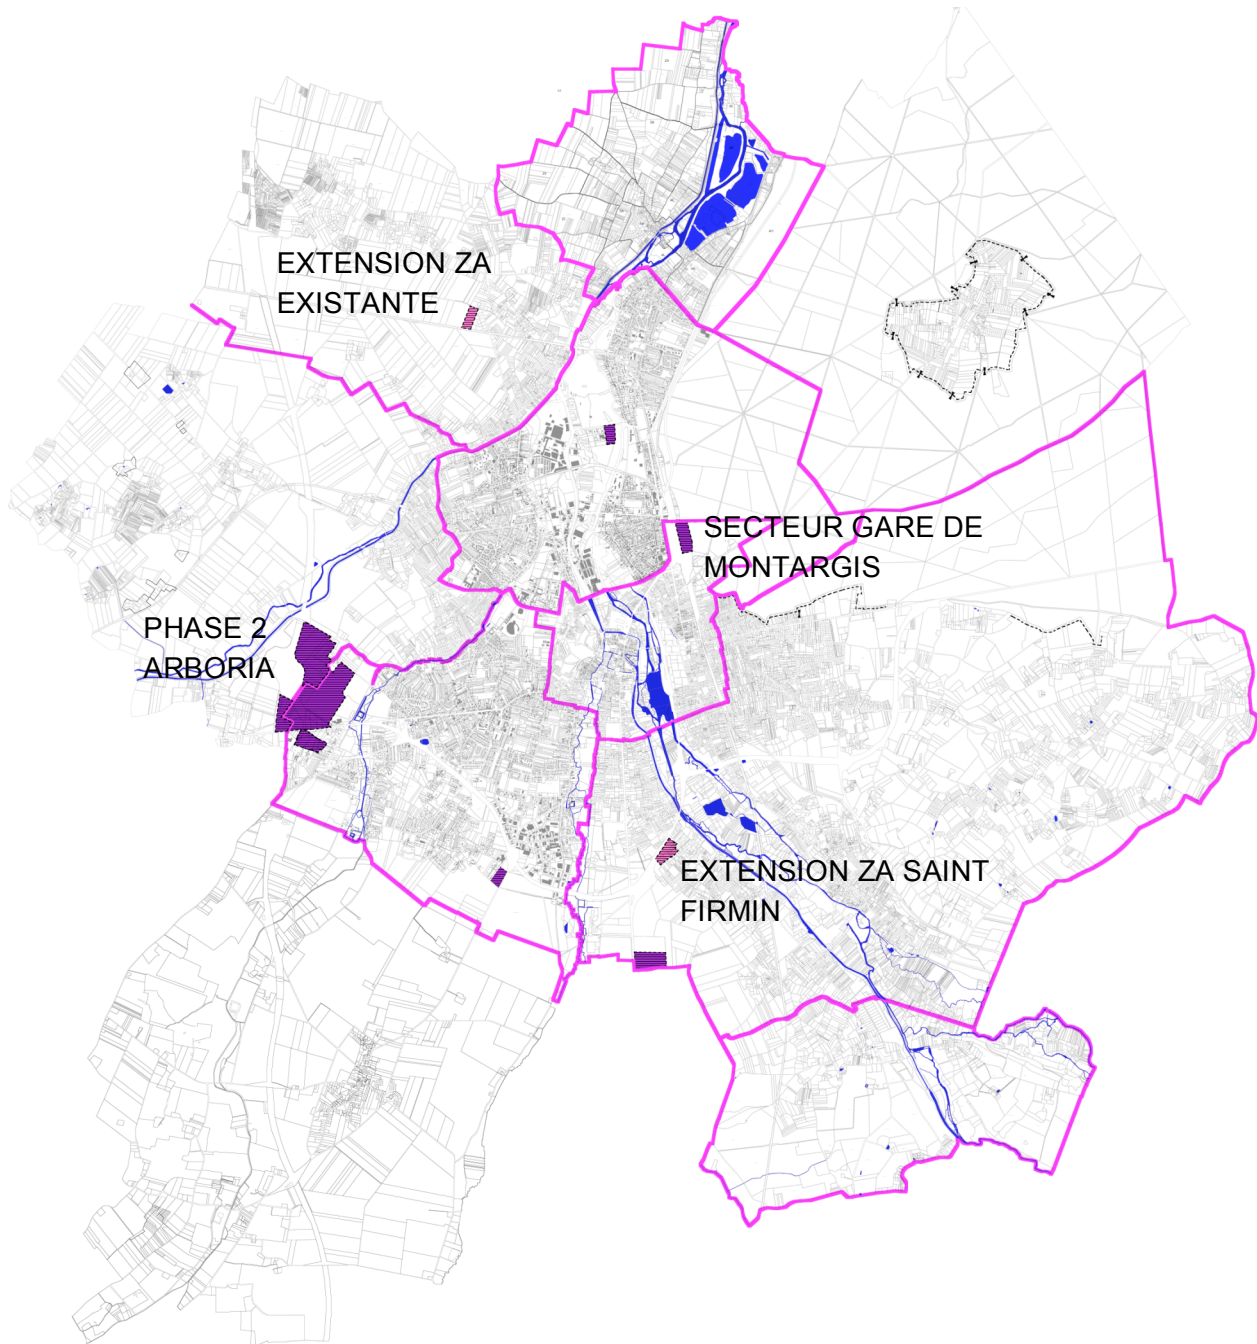 EXTENSION ZA
EXISTANTE
SECTEUR GARE DE
MONTARGIS
PHASE 2
ARBORIA
EXTENSION ZA SAINT
FIRMIN